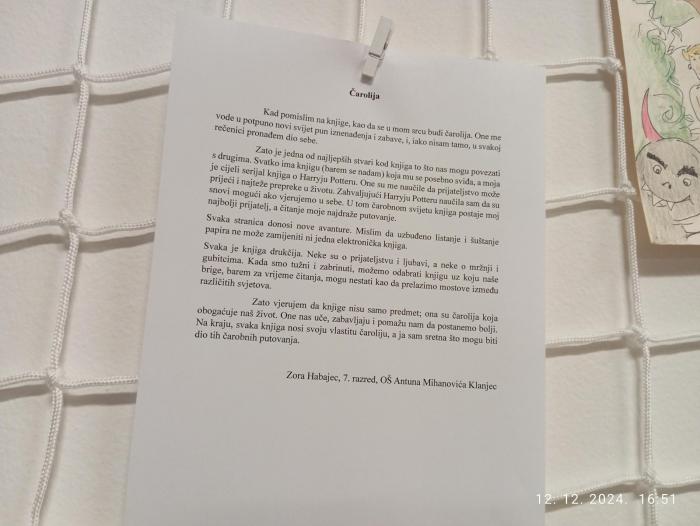 Čarolija
Kad pomislim na knjige, kao da se u mom srcu budi čarolija. One me
vode u potpuno novi svijet pun iznenađenja i zabave, i, iako nisam tamo, u svakoj
rečenici pronađem dio sebe.
Zato je jedna od najljepših stvari kod knjiga to što nas mogu povezati
s drugima. Svatko ima knjigu (barem se nadam) koja mu se posebno sviđa, a moja
je cijeli serijal knjiga o Harryju Potteru. One su me naučile da prijateljstvo može
prijeći i najteže prepreke u životu. Zahvaljujući Harryju Potteru naučila sam da su
snovi mogući ako vjerujemo u sebe. U tom čarobnom svijetu knjiga postaje moj
najbolji prijatelj, a čitanje moje najdraže putovanje.
Svaka stranica donosi nove avanture. Mislim da uzbuđeno listanje i šuštanje
papira ne može zamijeniti ni jedna elektronička knjiga.
Svaka je knjiga drukčija. Neke su o prijateljstvu i ljubavi, a neke o mržnji i
gubitcima. Kada smo tužni i zabrinuti, možemo odabrati knjigu uz koju naše
brige, barem za vrijeme čitanja, mogu nestati kao da prelazimo mostove između
različitih svjetova.
Zato vjerujem da knjige nisu samo predmet; ona su čarolija koja
obogaćuje naš život. One nas uče, zabavljaju i pomažu nam da postanemo bolji.
Na kraju, svaka knjiga nosi svoju vlastitu čaroliju, a ja sam sretna što mogu biti
dio tih čarobnih putovanja.
Zora Habajec, 7. razred, OŠ Antuna Mihanovića Klanjec
12. 12. 2024. 16:51